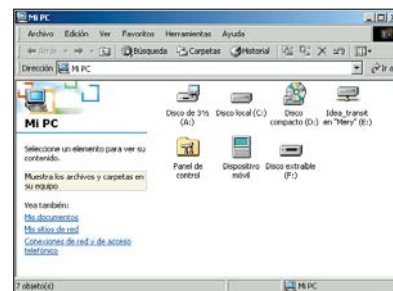 Mi PC
Archivo Edición Ver Favoritos Herramientas Ayuda
Atrás Búsqueda Carpetas Historial
Dirección Mi PC Ir a
Mi PC
Seleccione un elemento para ver su
contenido.
Muestra los archivos y carpetas en
su equipo
Vea también:
Mis documentos
Mis sitios de red
Conexiones de red y de acceso
telefónico
Disco de 3½
(A:)
Disco local (C:)
Disco
compacto (D:)
Idea_transit
en "Mery" (E:)
Panel de
control
Dispositivo
móvil
Disco extraíble
(F:)
7 objeto(s) Mi PC